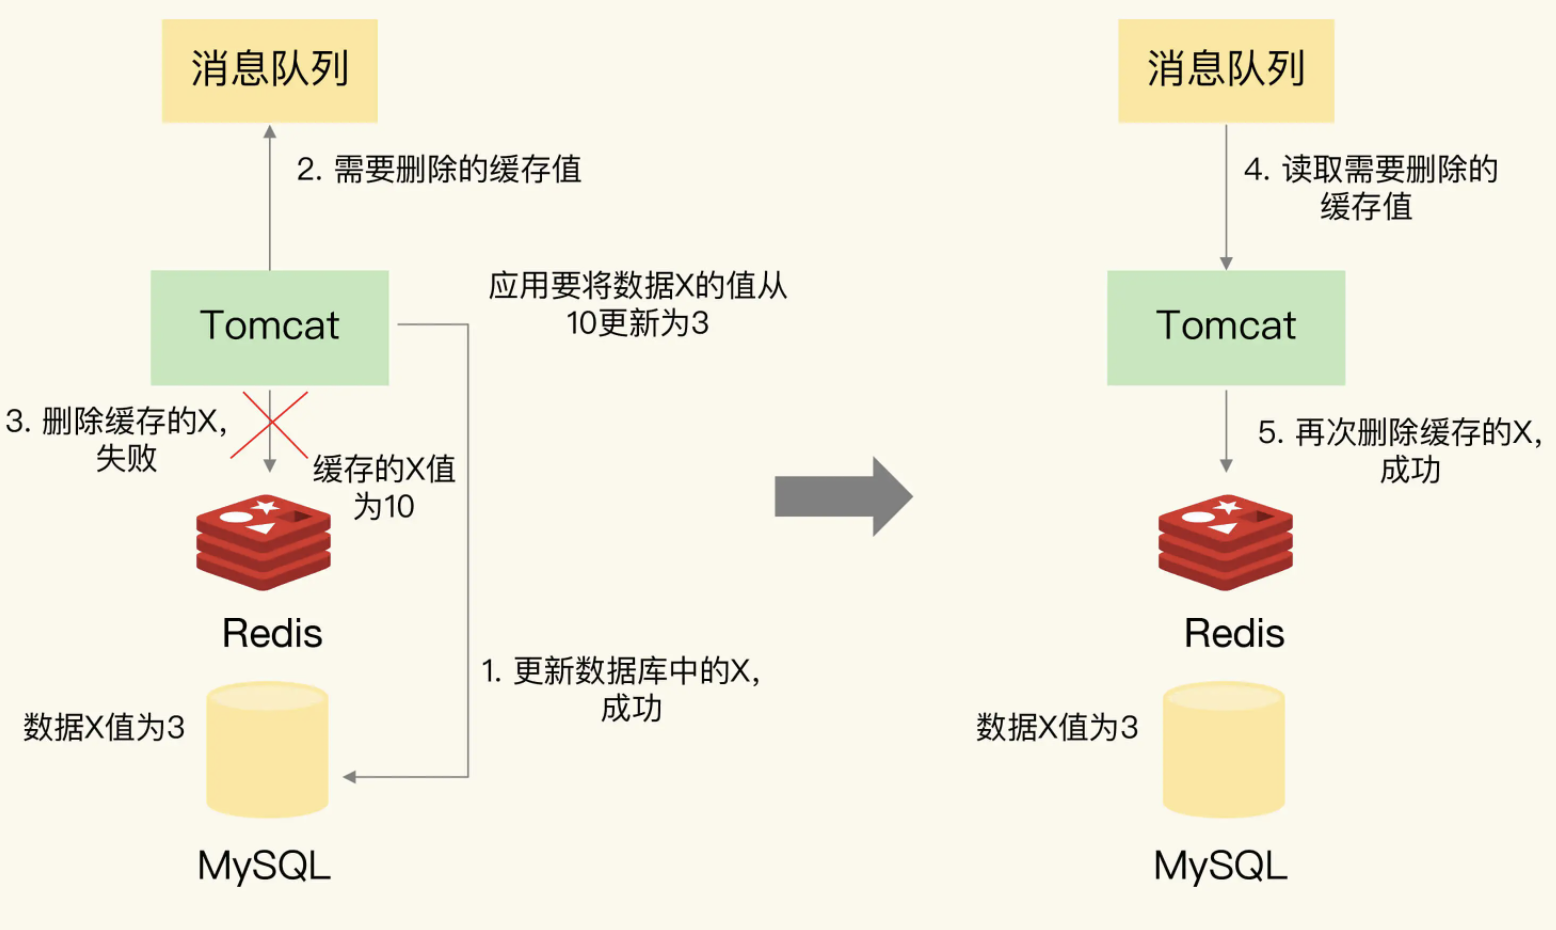 消息队列
2. 需要删除的缓存值
应用要将数据X的值从
10更新为3
Tomcat
3. 删除缓存的X,
失败
缓存的X值
为10
Redis
1. 更新数据库中的X,
成功
数据X值为3
MySQL
消息队列
4. 读取需要删除的
缓存值
Tomcat
5. 再次删除缓存的X,
成功
Redis
数据X值为3
MySQL